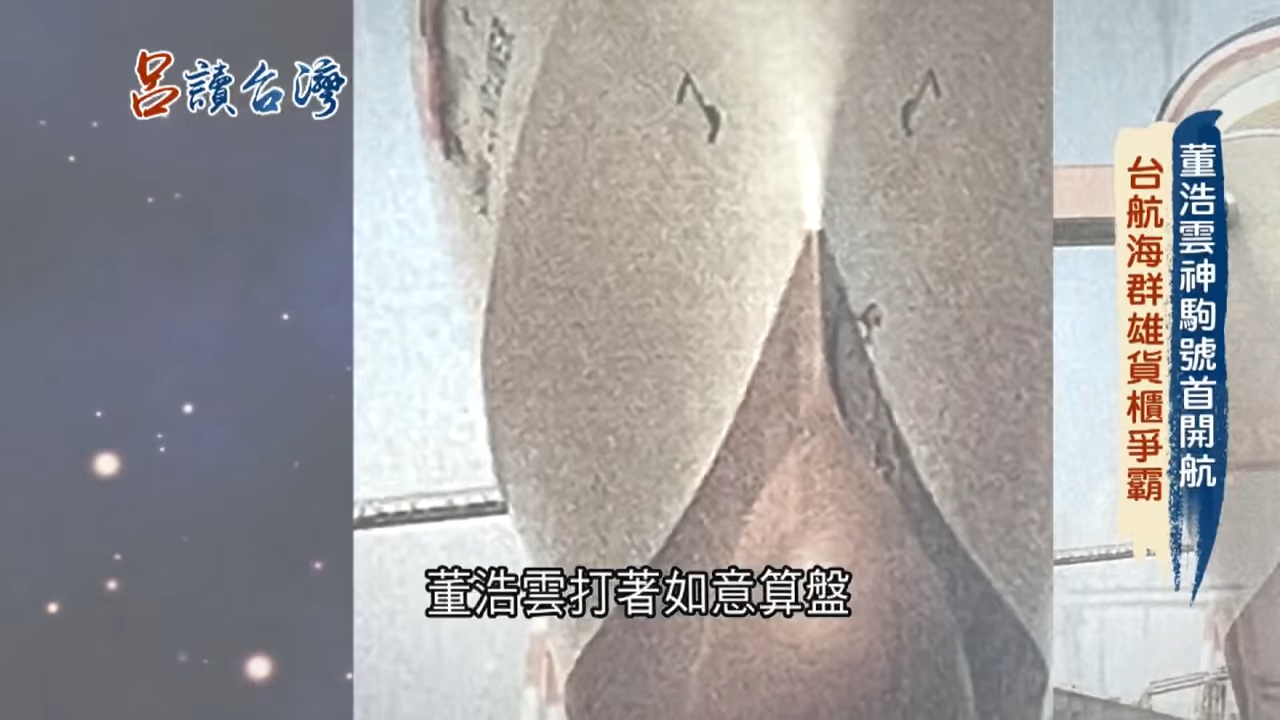 呂讀台灣
董浩雲神駒號首開航
台航海群雄貨櫃爭霸
董浩雲打著如意算盤